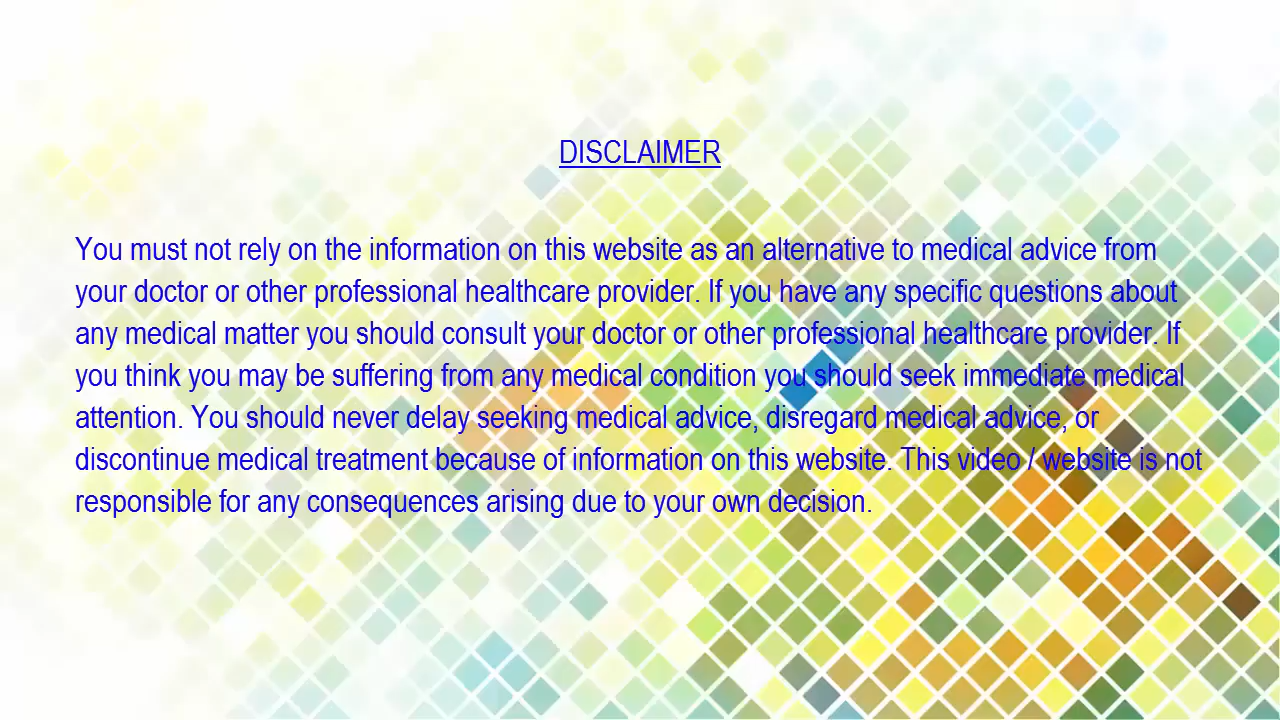 DISCLAIMER
You must not rely on the information on this website as an alternative to medical advice from
your doctor or other professional healthcare provider. If you have any specific questions about
any medical matter you should consult your doctor or other professional healthcare provider. If
you think you may be suffering from any medical condition you should seek immediate medical
attention. You should never delay seeking medical advice, disregard medical advice, or
discontinue medical treatment because of information on this website. This video / website is not
responsible for any consequences arising due to your own decision.